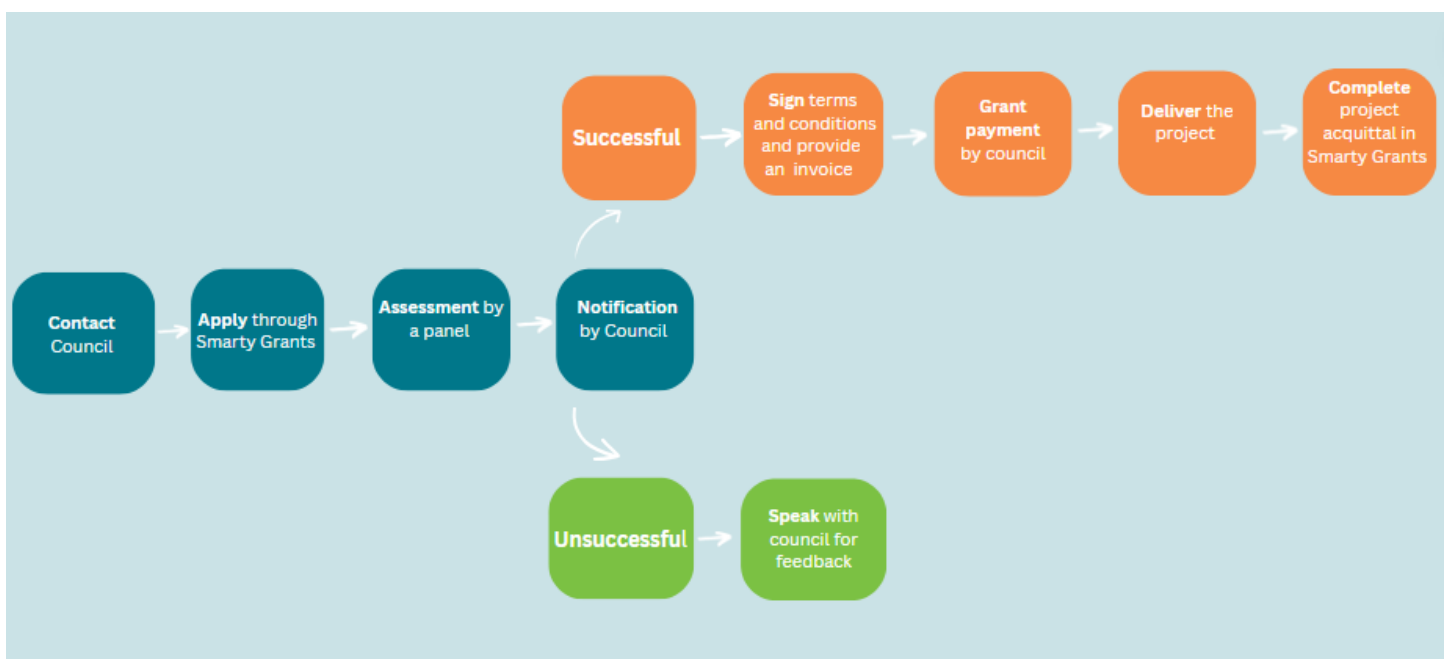 Contact
Council
Apply through
Smarty Grants
Assessment by
a panel
Notification
by Council
Successful
Sign terms
and conditions
and provide
an invoice
Grant
payment
by council
Deliver the
project
Complete
project
acquittal in
Smarty Grants
Unsuccessful
Speak with
council for
feedback